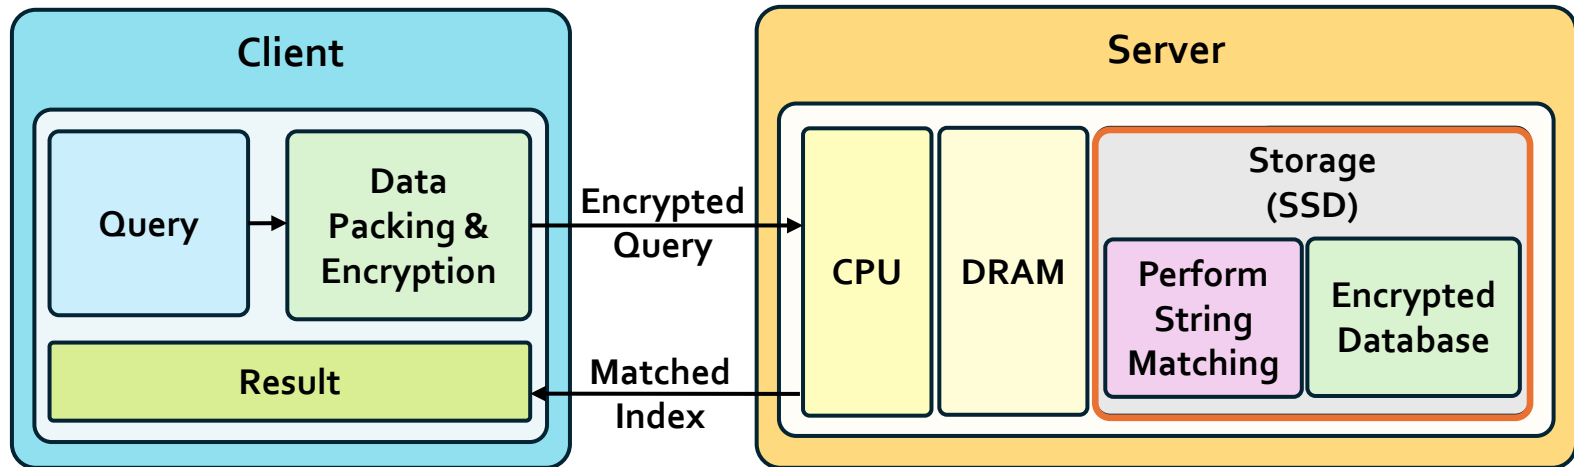 Client
Query
Data
Packing &
Encryption
Result
Encrypted
Query
Matched
Index
Server
CPU
DRAM
Storage
(SSD)
Perform
String
Matching
Encrypted
Database